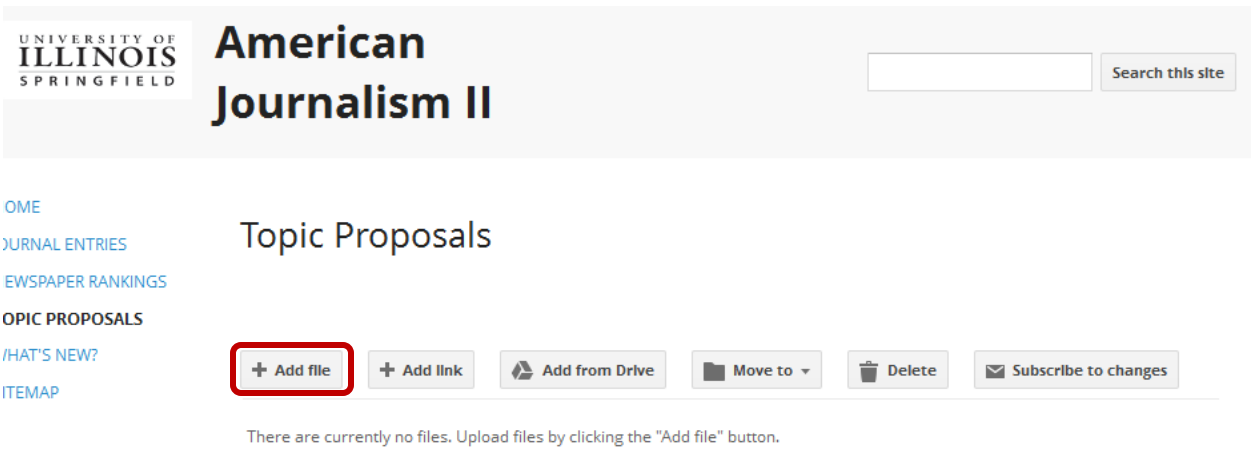 UNIVERSITY OF
ILLINOIS
SPRINGFIELD
American
Journalism II
Search this site
OME
OURNAL ENTRIES
EWSPAPER RANKINGS
OPIC PROPOSALS
HAT'S NEW?
ITEMAP
Topic Proposals
+ Add file
+ Add link
Add from Drive
Move to
Delete
Subscribe to changes
There are currently no files. Upload files by clicking the "Add file" button.